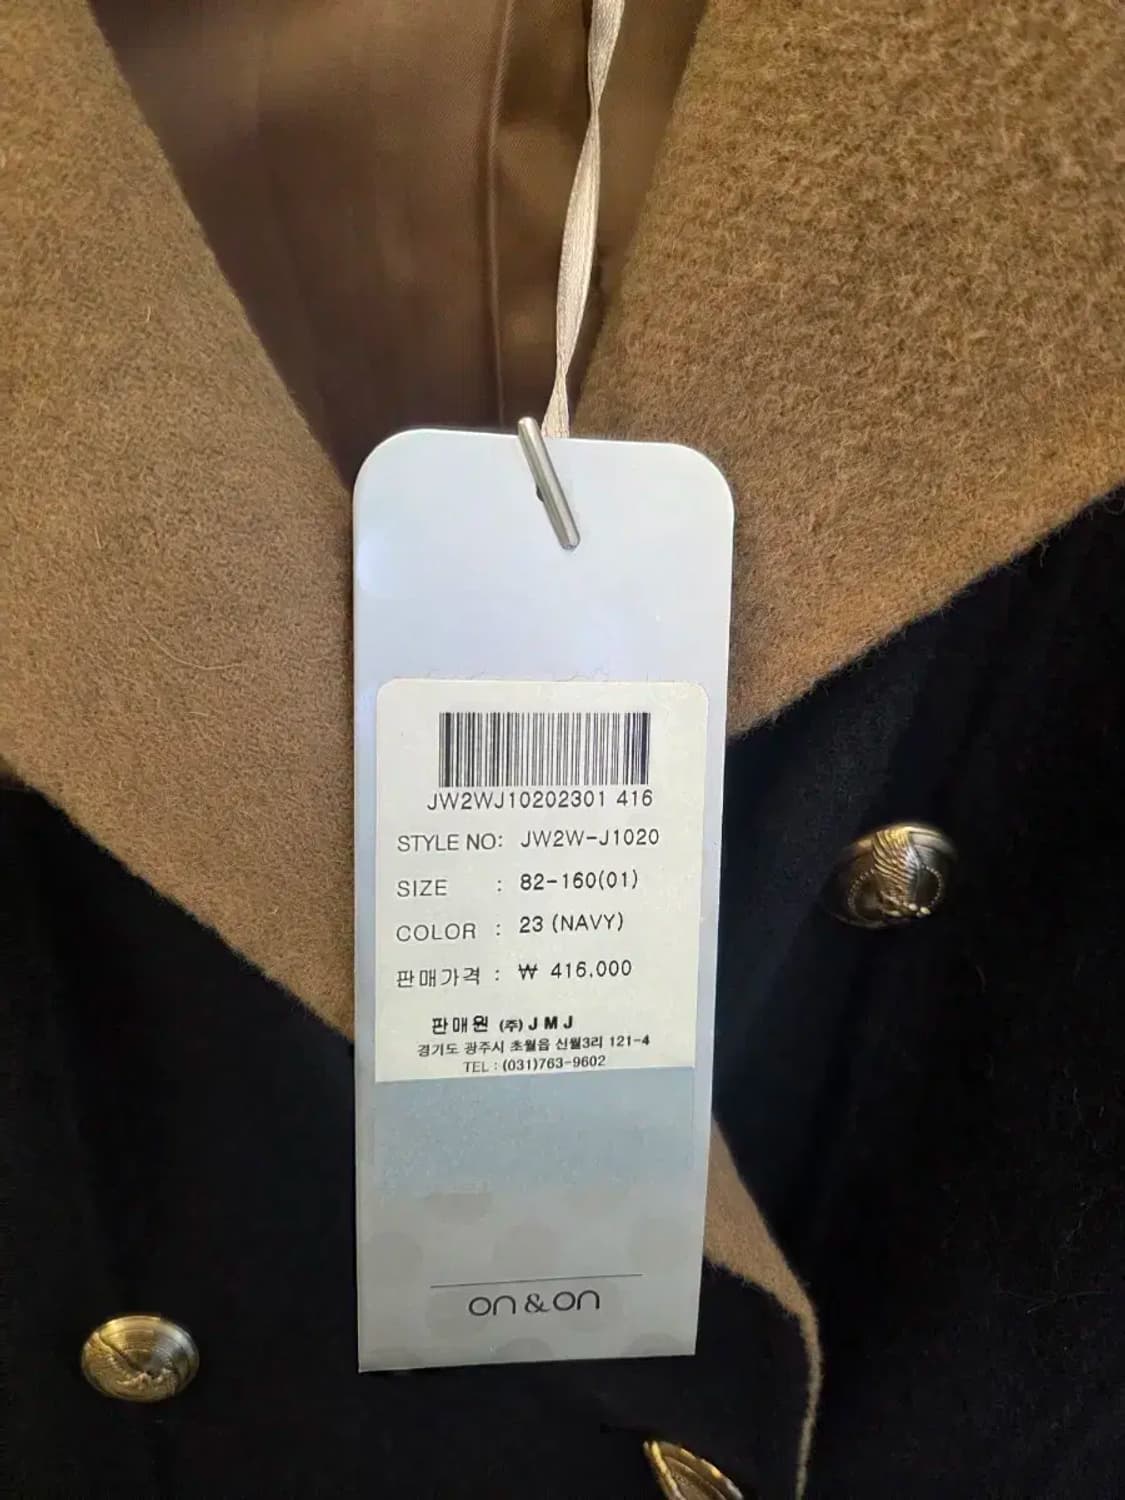 JW2WJ10202301 416
STYLE NO: JW2W-J1020
SIZE : 82-160(01)
COLOR : 23 (NAVY)
판매가격 : ₩ 416,000
판매원 (주) J M J
경기도 광주시 초월읍 신월3리 121-4
TEL : (031)763-9602
on & on